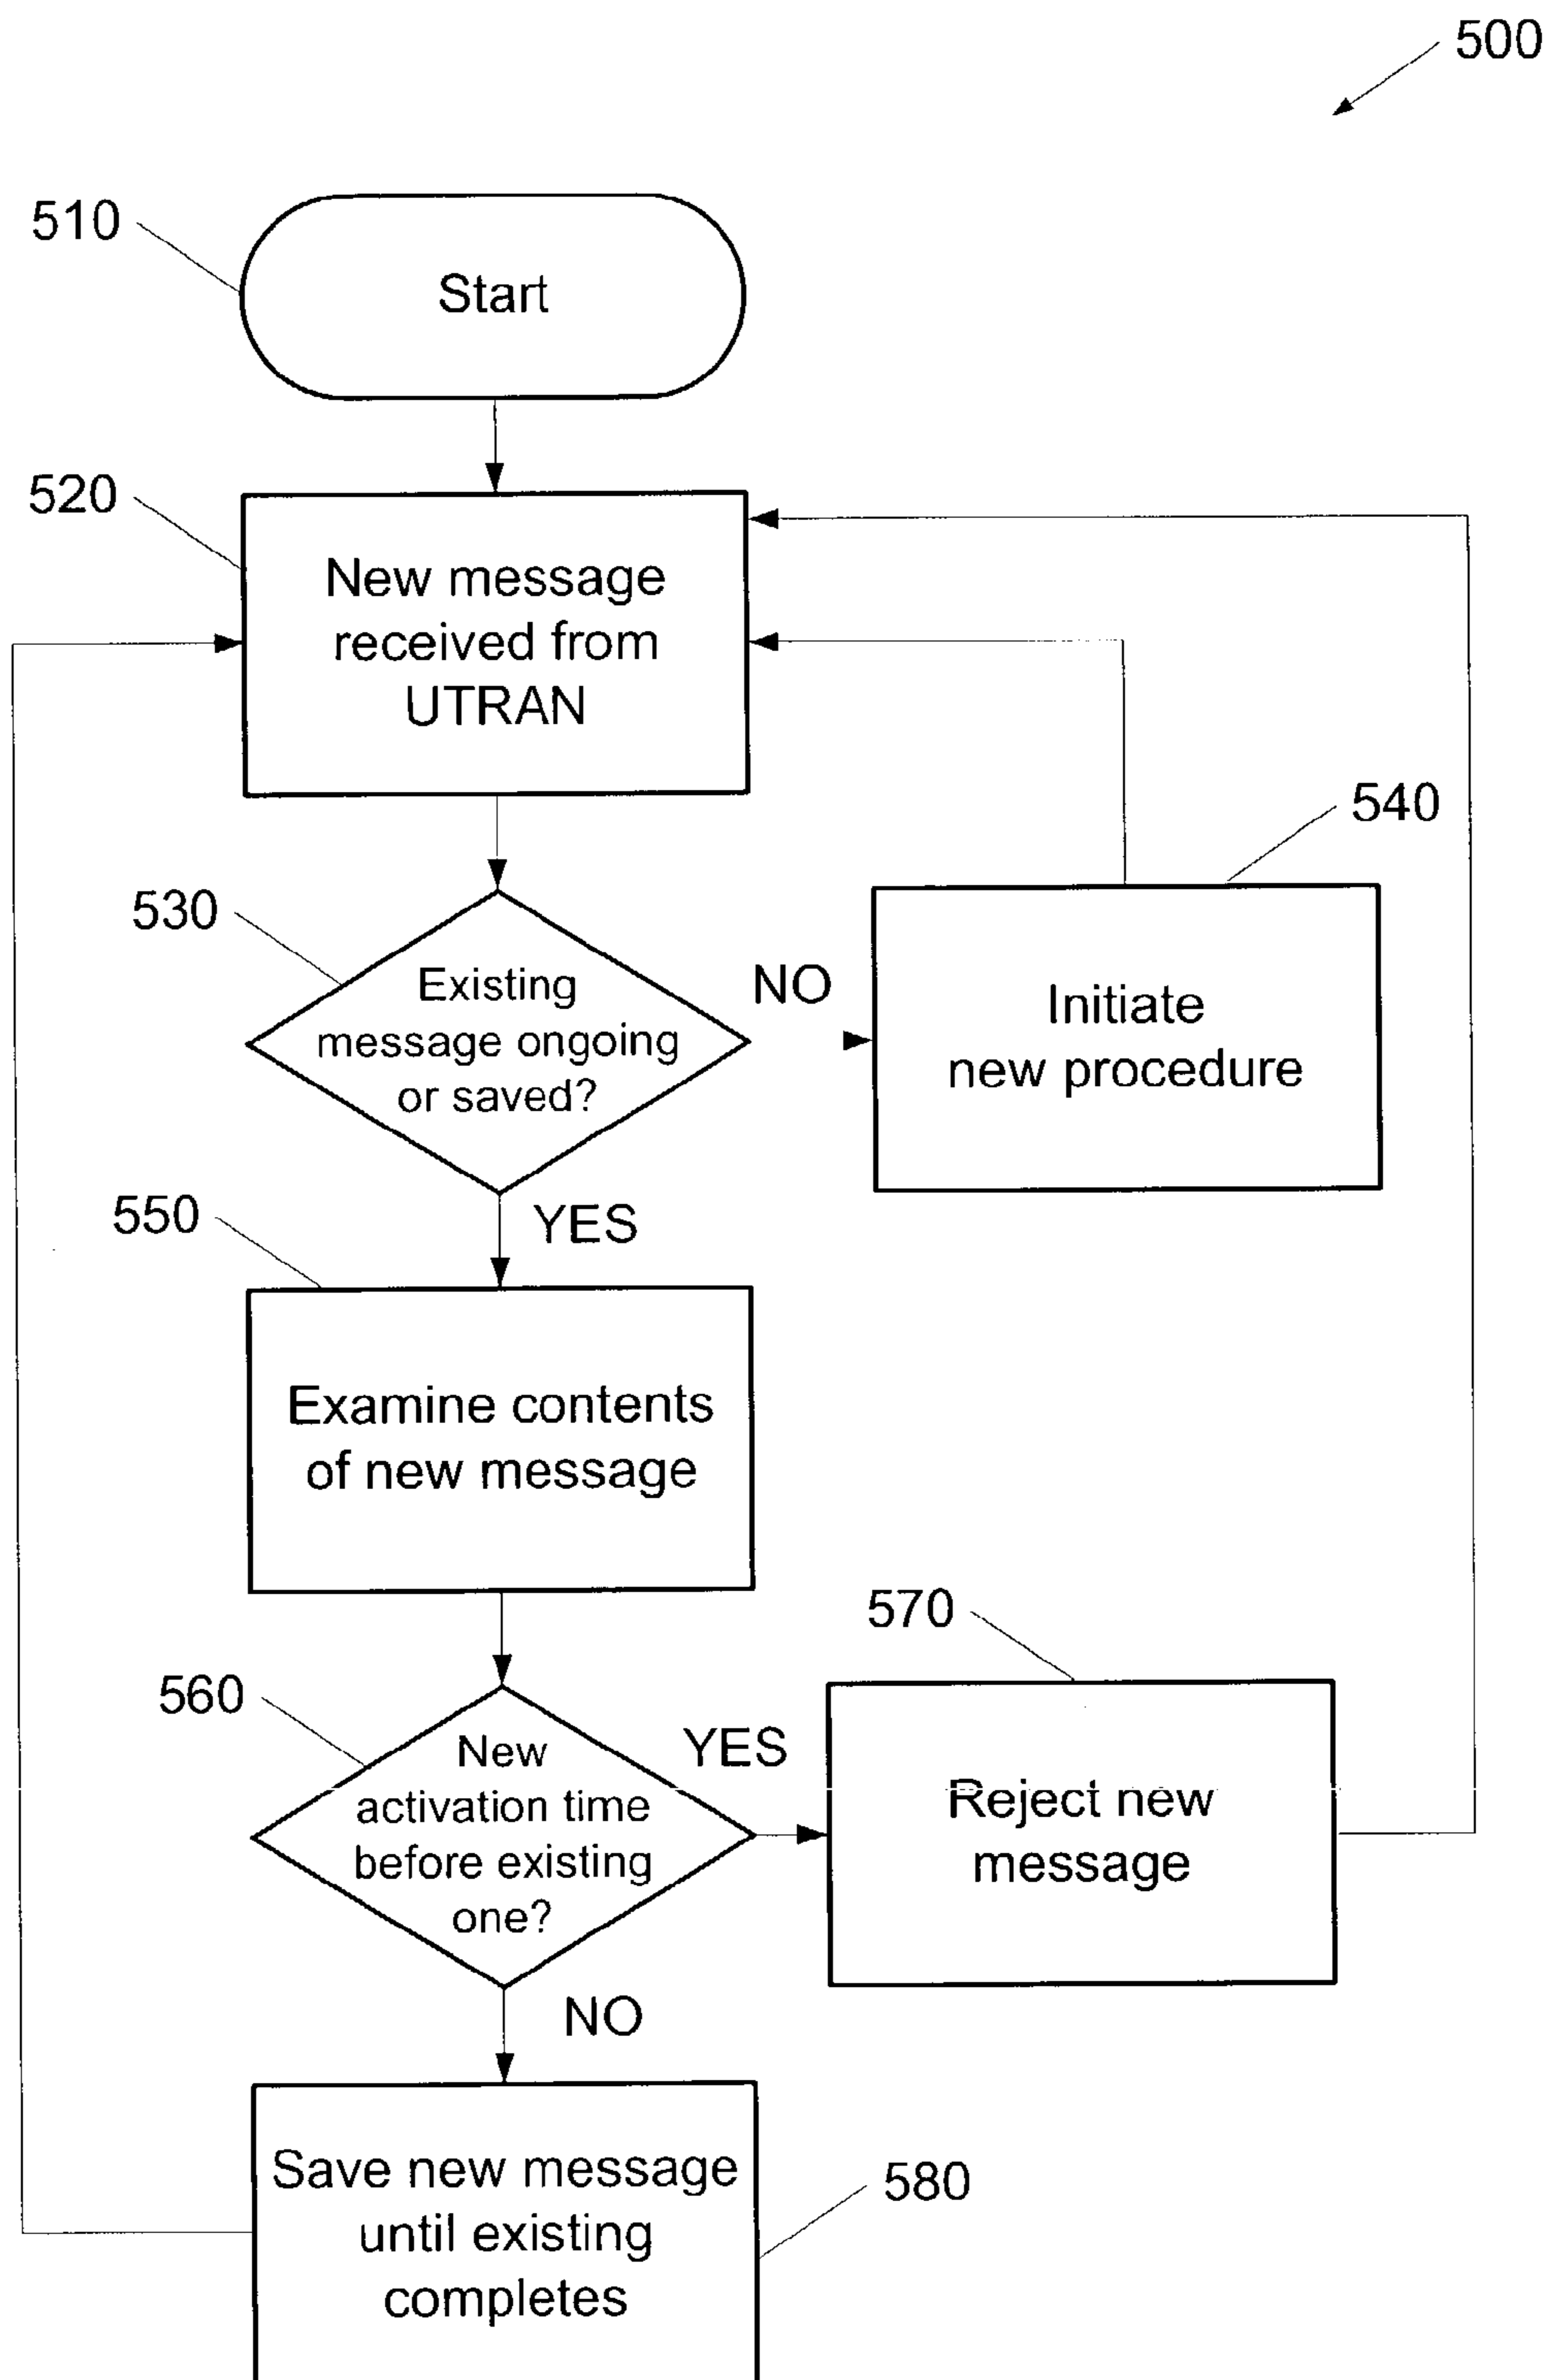 500
510
Start
520
New message
received from
UTRAN
540
530
Existing
message ongoing
or saved?
NO
Initiate
new procedure
YES
550
Examine contents
of new message
570
560
New
activation time
before existing
one?
YES
Reject new
message
NO
Save new message
until existing
completes
580